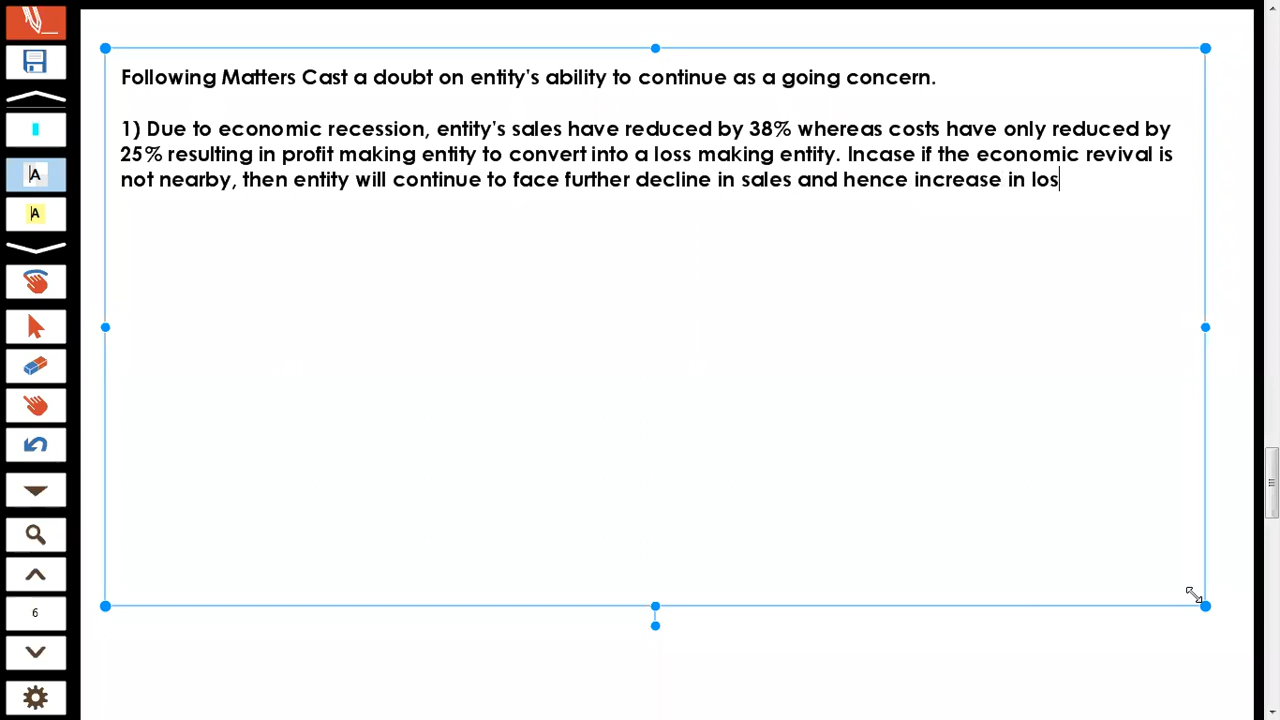 Following Matters Cast a doubt on entity's ability to continue as a going concern.
1) Due to economic recession, entity's sales have reduced by 38% whereas costs have only reduced by
25% resulting in profit making entity to convert into a loss making entity. Incase if the economic revival is
not nearby, then entity will continue to face further decline in sales and hence increase in los
A
A
6